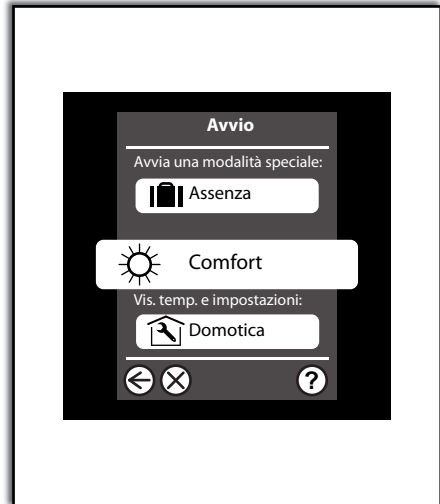 Avvio
Avvia una modalità speciale:
Assenza
Comfort
Vis. temp. e impostazioni:
Domotica
?